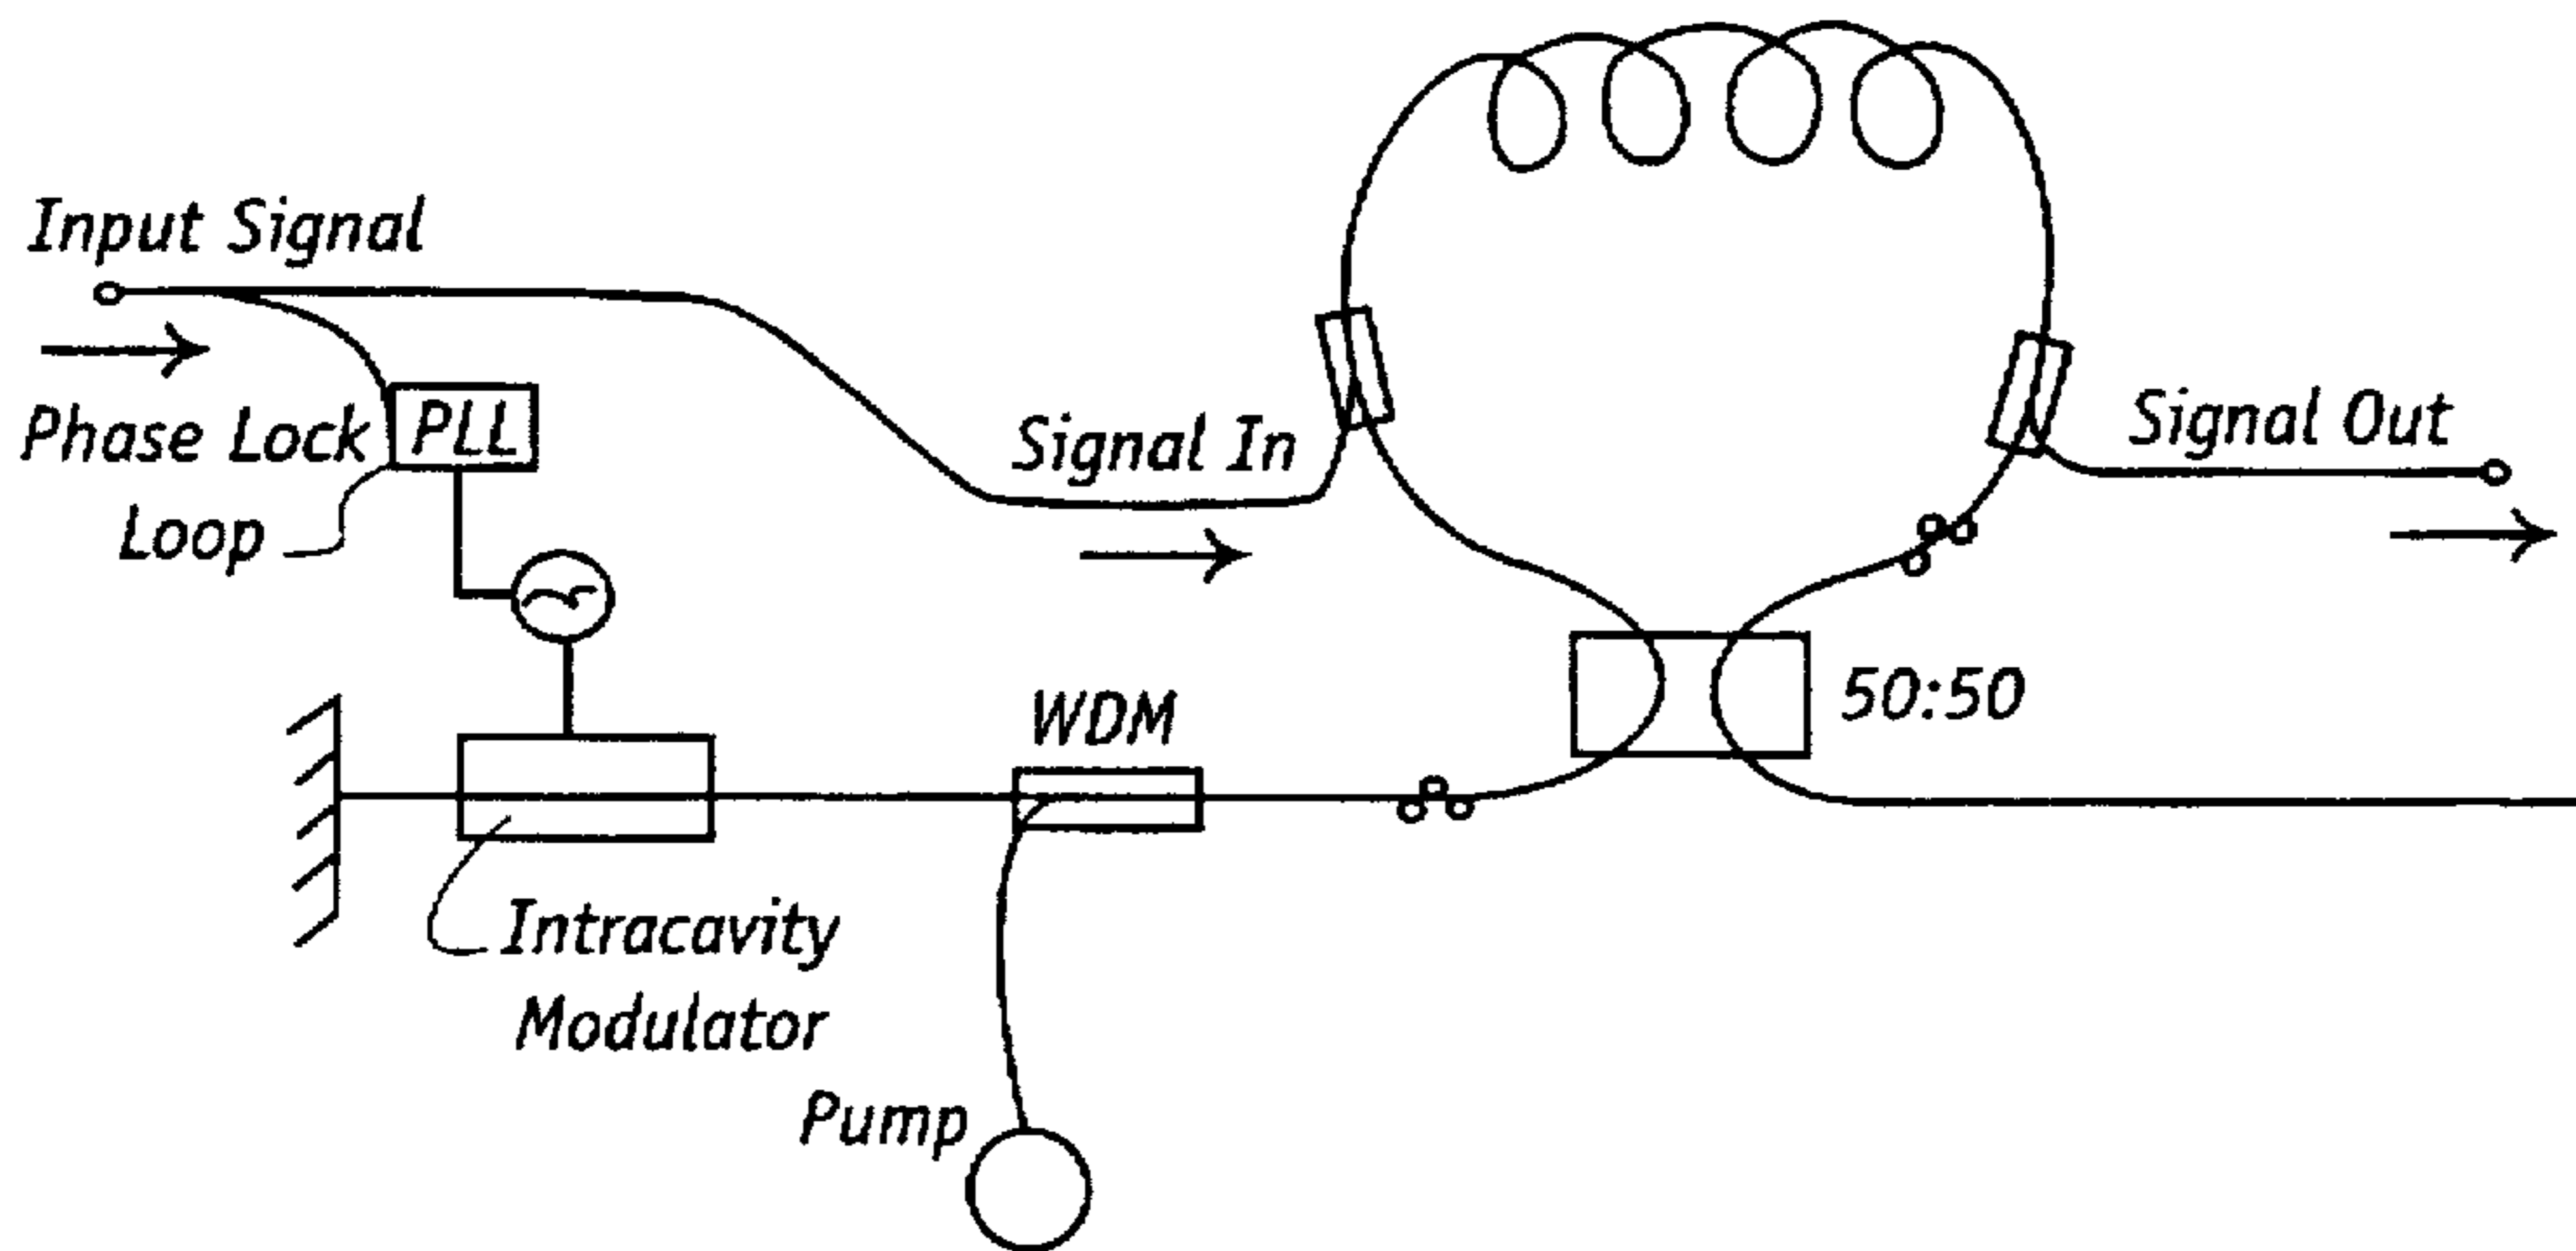 Input Signal
Phase Lock
Loop
PLL
Signal In
Signal Out
50:50
WDM
Intracavity
Modulator
Pump